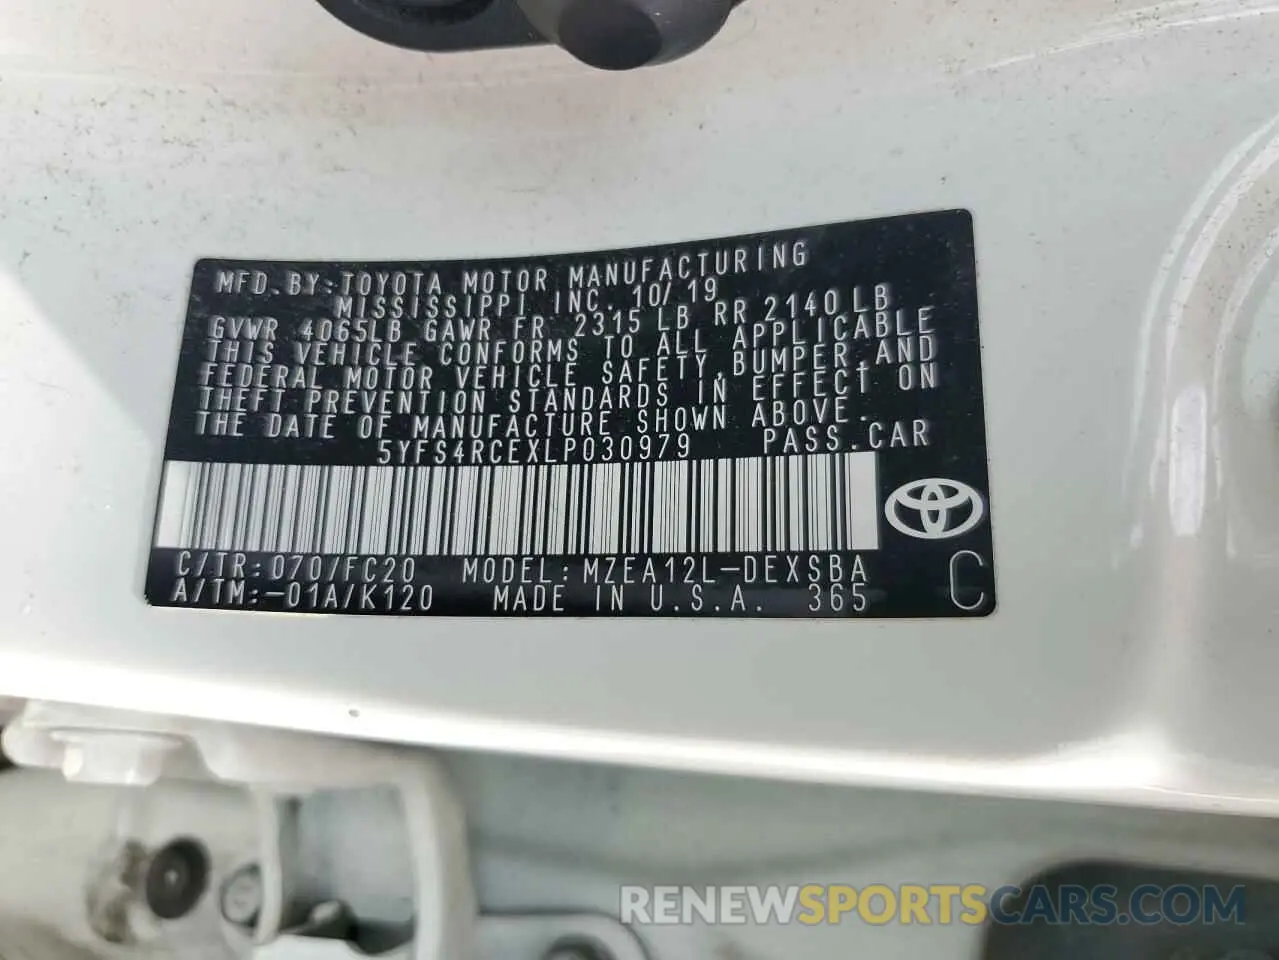 MFD. BY: TOYOTA MOTOR MANUFACTURING
MISSISSIPPI INC. 10/19
GVWR 4065LB GAWR FR 2315 LB RR 2140 LB
THIS VEHICLE CONFORMS TO ALL APPLICABLE
FEDERAL MOTOR VEHICLE SAFETY, BUMPER, AND
THEFT PREVENTION STANDARDS IN EFFECT ON
THE DATE OF MANUFACTURE SHOWN ABOVE.
5YFS4RCEXLP030979 PASS.CAR
C/TR: 070/FC20 MODEL: MZEA12L-DEXSBA
A/TM: -01A/K120 MADE IN U.S.A. 365 C
RENEWSPORTSCARS.COM